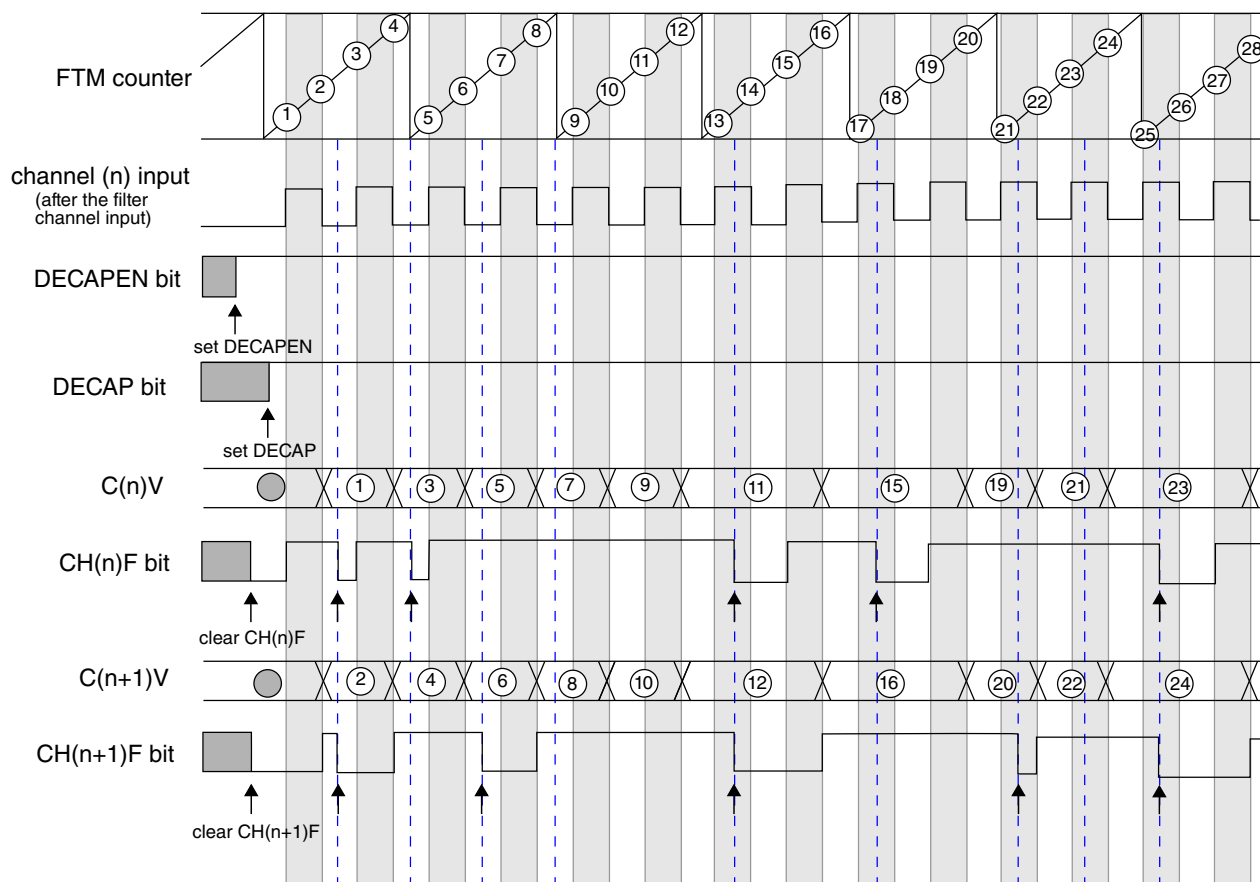 FTM counter
1 2 3 4 5 6 7 8 9 10 11 12 13 14 15 16 17 18 19 20 21 22 23 24 25 26 27 28
channel (n) input
(after the filter
channel input)
DECAPEN bit
set DECAPEN
DECAP bit
set DECAP
C(n)V
1 3 5 7 9 11 15 19 21 23
CH(n)F bit
clear CH(n)F
C(n+1)V
2 4 6 8 10 12 16 20 22 24
CH(n+1)F bit
clear CH(n+1)F